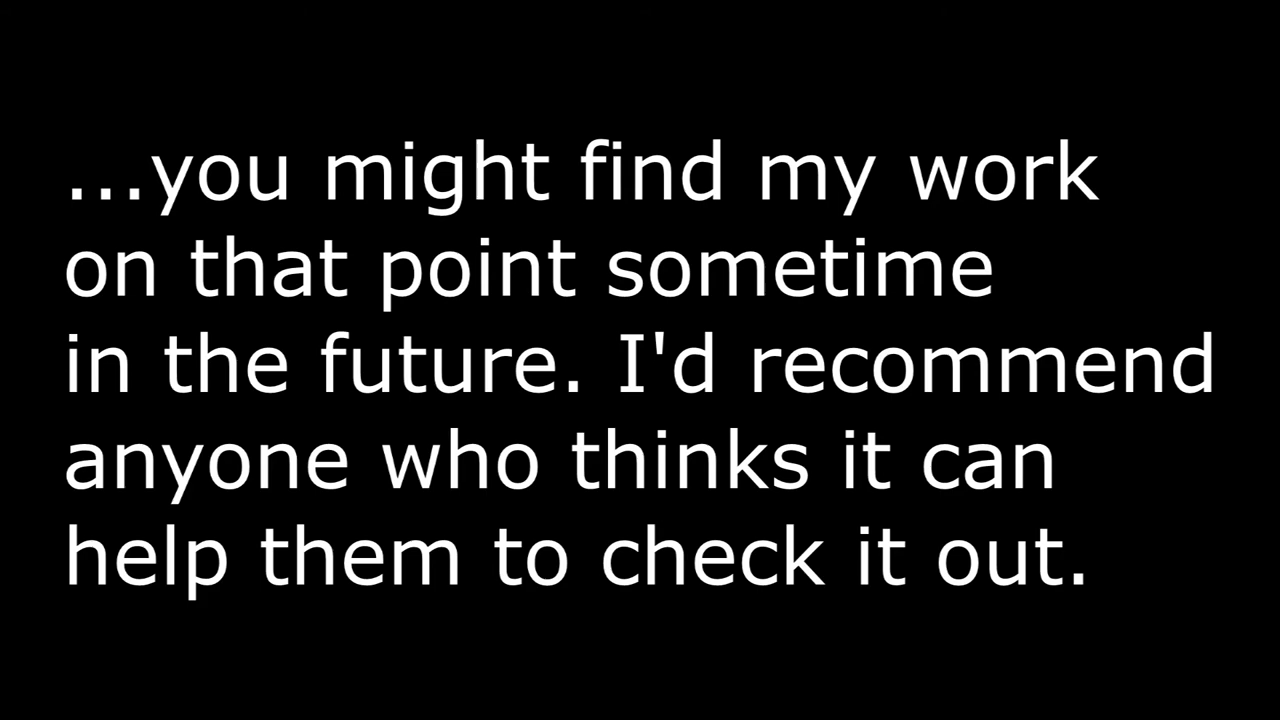 ...you might find my work
on that point sometime
in the future. I'd recommend
anyone who thinks it can
help them to check it out.